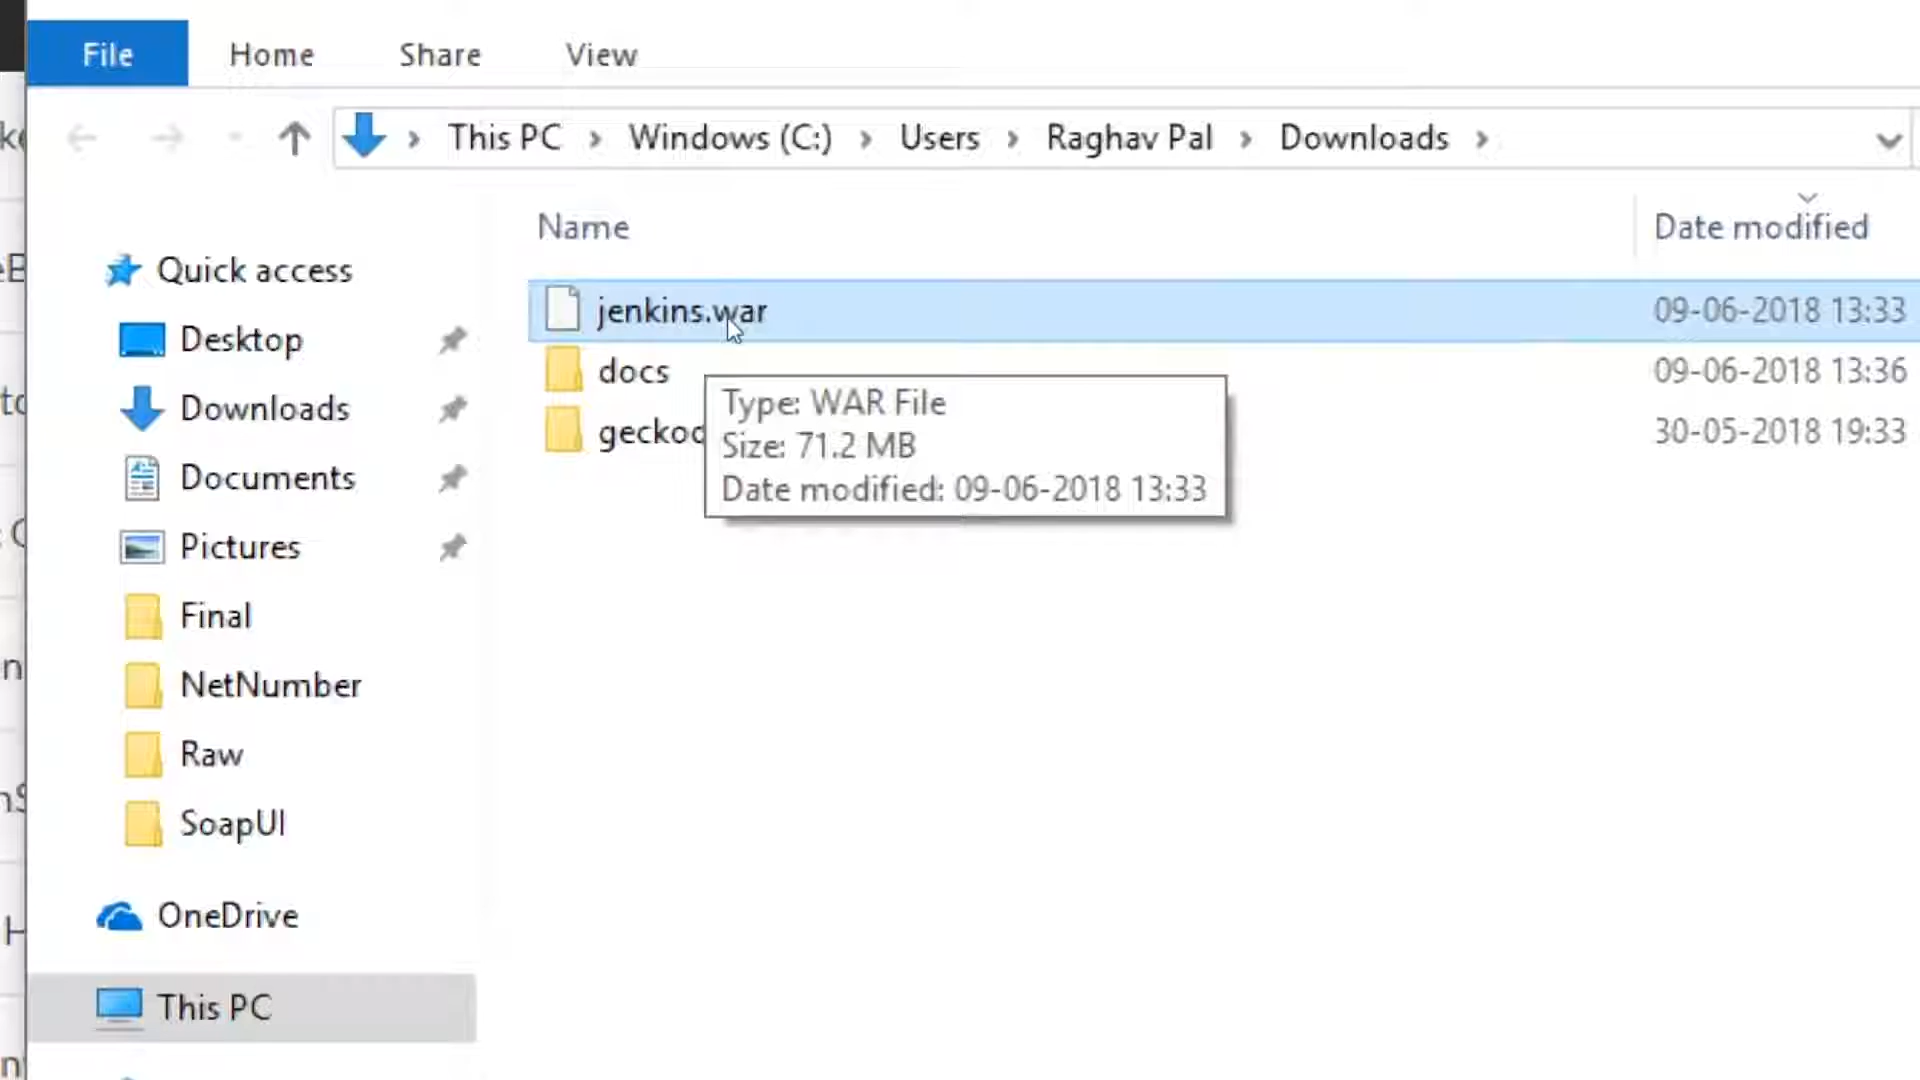 File Home Share View
This PC Windows (C:) Users Raghav Pal Downloads
Name Date modified
Quick access
Desktop
Downloads
Documents
Pictures
Final
NetNumber
Raw
SoapUI
OneDrive
This PC
jenkins.war 09-06-2018 13:33
docs 09-06-2018 13:36
30-05-2018 19:33
Type: WAR File
Size: 71.2 MB
Date modified: 09-06-2018 13:33